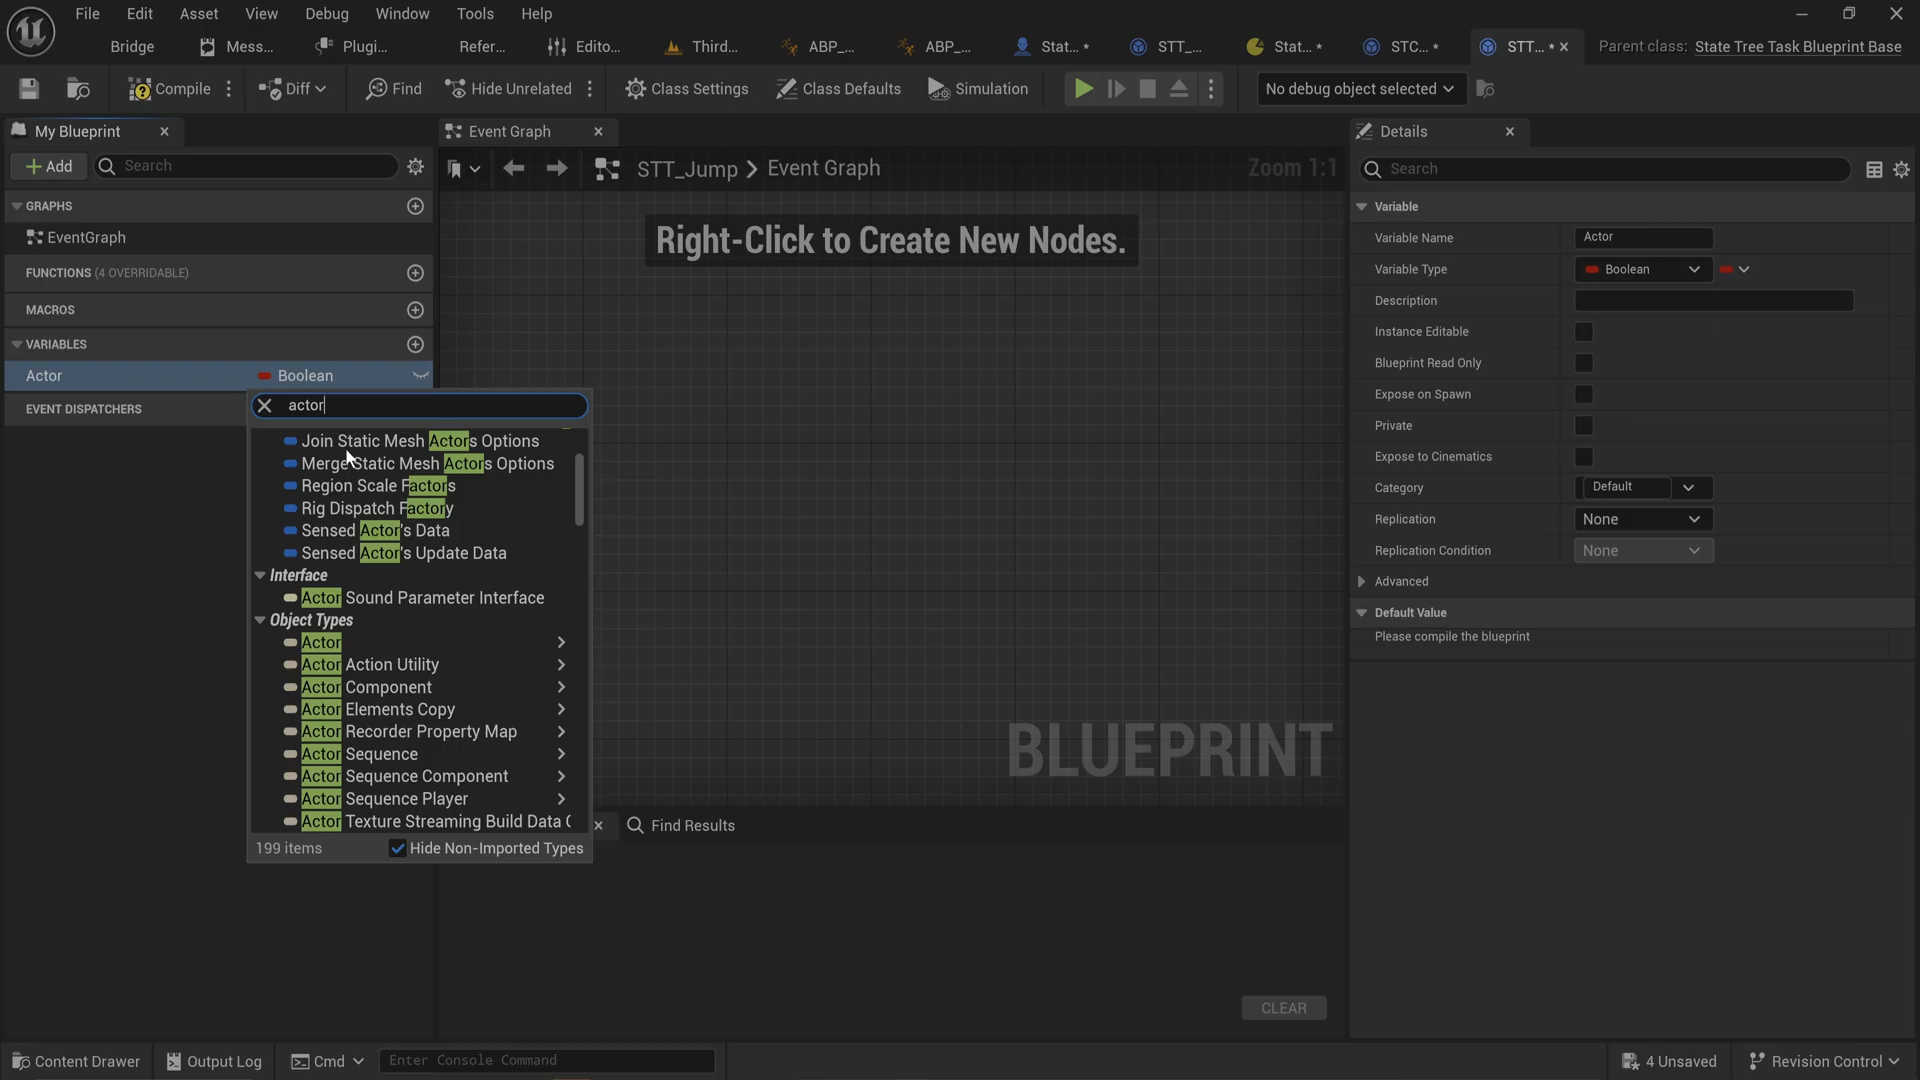 File Edit Asset View Debug Window Tools Help
Bridge Mess... Plugi... Refer... Edito... Third... ABP_... ABP_... Stat... * STT_... Stat... * STC... * STT... * Parent class: State Tree Task Blueprint Base
Compile Diff Find Hide Unrelated Class Settings Class Defaults Simulation No debug object selected
My Blueprint
Add Search
GRAPHS
EventGraph
FUNCTIONS (4 OVERRIDABLE)
MACROS
VARIABLES
Actor Boolean
EVENT DISPATCHERS
actor
Join Static Mesh Actors Options
Merge Static Mesh Actors Options
Region Scale Factors
Rig Dispatch Factory
Sensed Actor's Data
Sensed Actor's Update Data
Interface
Actor Sound Parameter Interface
Object Types
Actor
Actor Action Utility
Actor Component
Actor Elements Copy
Actor Recorder Property Map
Actor Sequence
Actor Sequence Component
Actor Sequence Player
Actor Texture Streaming Build Data
199 items Hide Non-Imported Types
Event Graph
STT_Jump > Event Graph Zoom 1:1
Right-Click to Create New Nodes.
BLUEPRINT
Find Results
CLEAR
Details
Search
Variable
Variable Name Actor
Variable Type Boolean
Description
Instance Editable
Blueprint Read Only
Expose on Spawn
Private
Expose to Cinematics
Category Default
Replication None
Replication Condition None
Advanced
Default Value
Please compile the blueprint
Content Drawer Output Log Cmd Enter Console Command 4 Unsaved Revision Control